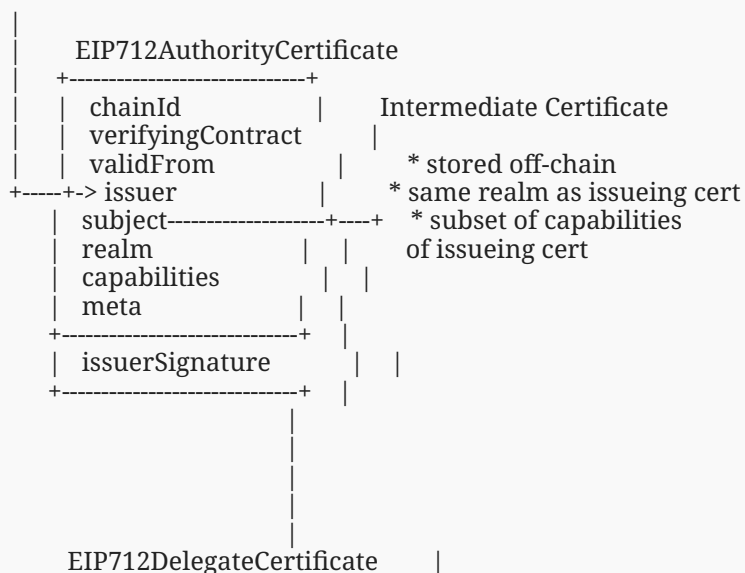 |
|      EIP712AuthorityCertificate
|    +------------------------------+
|    |  chainId              |       Intermediate Certificate
|    |  verifyingContract        |
|    |  validFrom              |        * stored off-chain
+-----+-> issuer                |       * same realm as issueing cert
|  subject--------------------+----+   * subset of capabilities
|  realm                  |   |       of issueing cert
|  capabilities             |   |
|  meta                   |   |
+------------------------------+   |
|  issuerSignature          |   |
+------------------------------+   |
|
|
|
|
|
EIP712DelegateCertificate      |